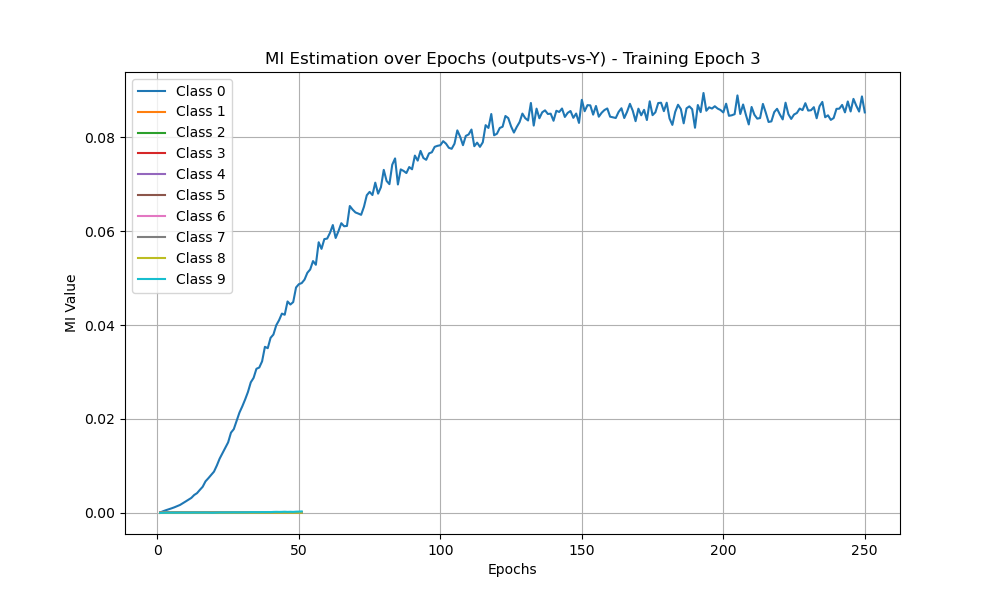 MI Estimation over Epochs (outputs-vs-Y) - Training Epoch 3
Class 0
Class 1
Class 2
Class 3
Class 4
Class 5
Class 6
Class 7
Class 8
Class 9
MI Value
0.08
0.06
0.04
0.02
0.00
0
50
100
150
200
250
Epochs